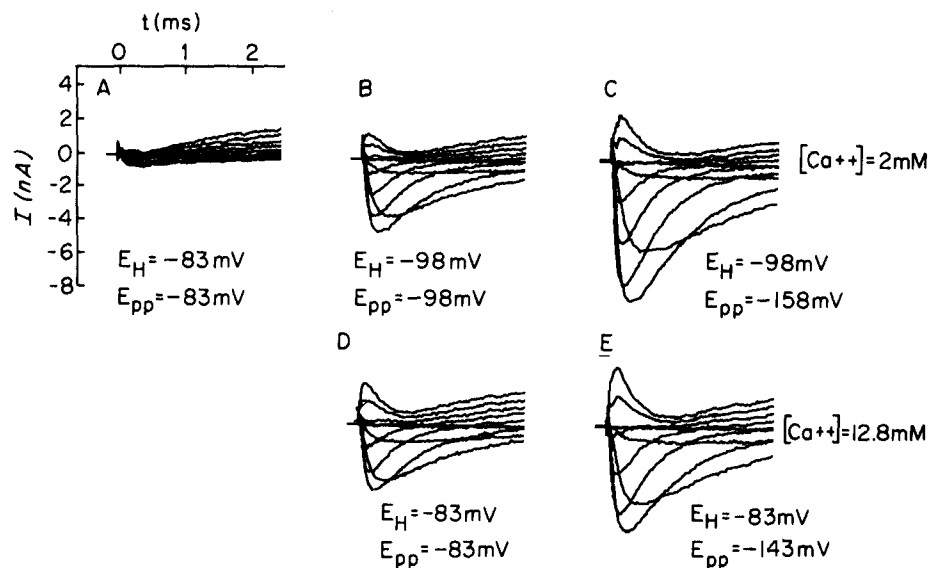 t (ms)
0 1 2
4
2
0
-2
-4
-6
-8
I (nA)
A
E_H = -83mV
E_pp = -83mV
B
E_H = -98mV
E_pp = -98mV
C
[Ca++] = 2mM
E_H = -98mV
E_pp = -158mV
D
E_H = -83mV
E_pp = -83mV
E
[Ca++] = 12.8mM
E_H = -83mV
E_pp = -143mV